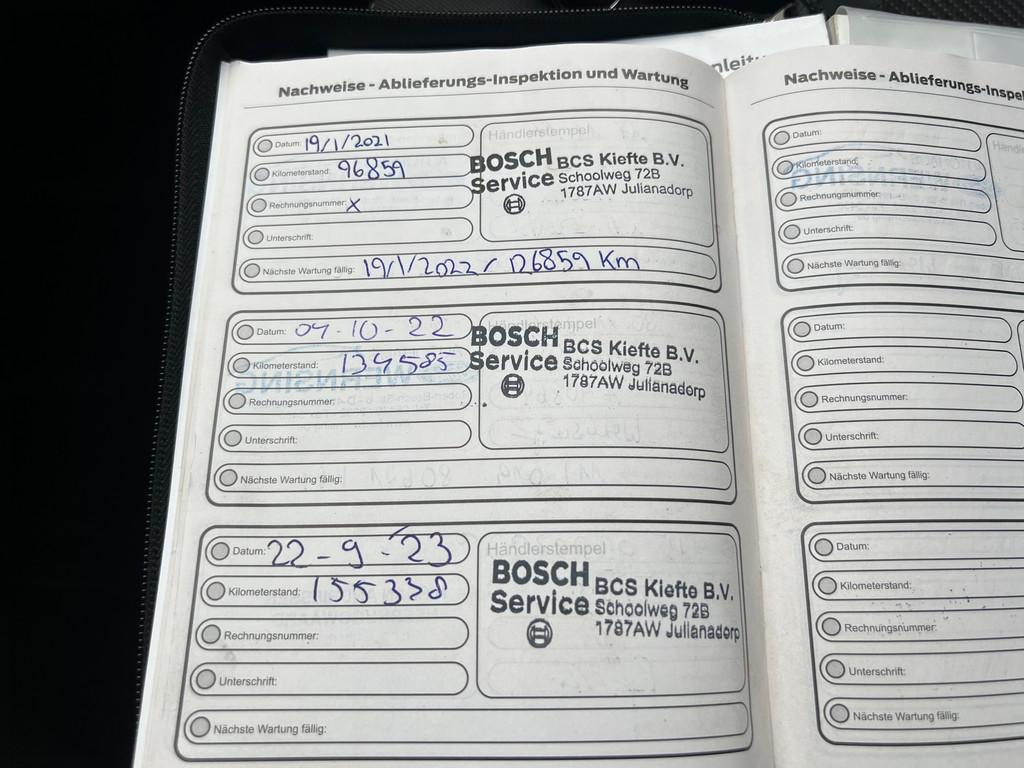 nleit
Nachweise - Ablieferungs-Inspektion und Wartung
Datum: 19/1/2021
Kilometerstand: 96859
Rechnungsnummer: X
Unterschrift:
Nächste Wartung fällig: 19/1/2022 / 126859 Km
Händlerstempel
BOSCH Service BCS Kiefte B.V.
Schoolweg 72B
1787AW Julianadorp
Datum: 04-10-22
Kilometerstand: 134585
Rechnungsnummer:
Unterschrift:
Nächste Wartung fällig:
Händlerstempel
BOSCH Service BCS Kiefte B.V.
Schoolweg 72B
1787AW Julianadorp
Datum: 22-9-23
Kilometerstand: 155338
Rechnungsnummer:
Unterschrift:
Nächste Wartung fällig:
Händlerstempel
BOSCH Service BCS Kiefte B.V.
Schoolweg 72B
1787AW Julianadorp
Nachweise - Ablieferungs-Inspe
Datum:
Kilometerstand:
Rechnungsnummer:
Unterschrift:
Nächste Wartung fällig:
Händle
Datum:
Kilometerstand:
Rechnungsnummer:
Unterschrift:
Nächste Wartung fällig:
Datum:
Kilometerstand:
Rechnungsnummer:
Unterschrift:
Nächste Wartung fällig: